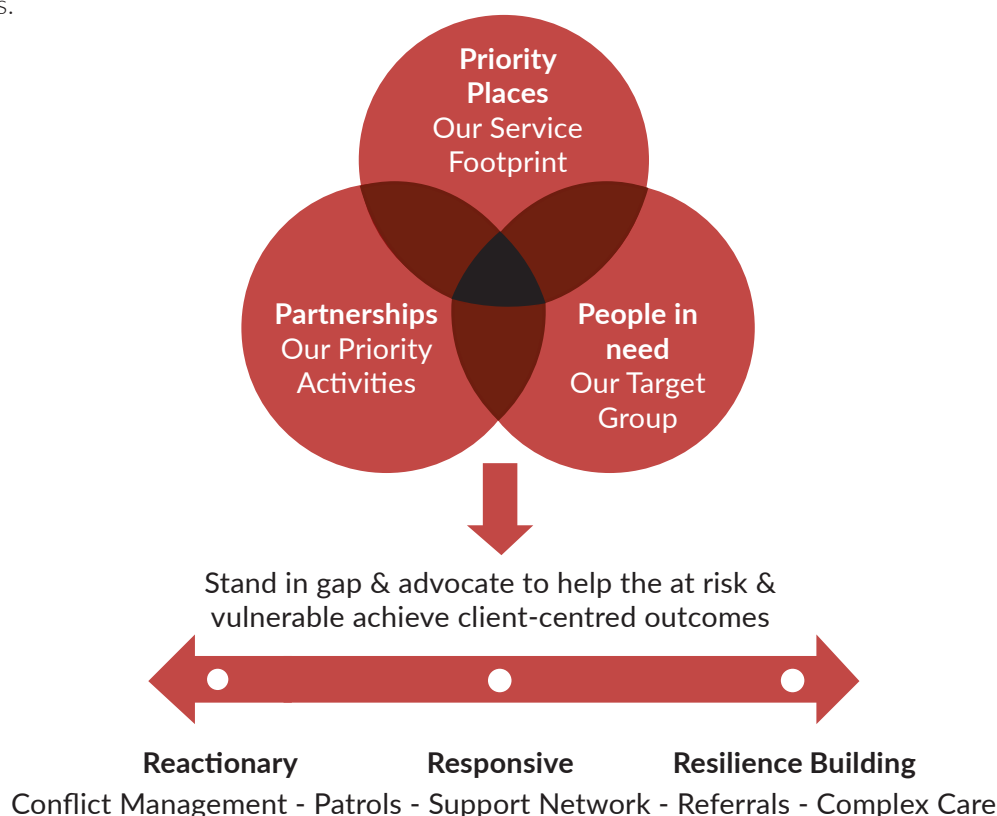 s.
Priority
Places
Our Service
Footprint
Partnerships
Our Priority
Activities
People in
need
Our Target
Group
Stand in gap & advocate to help the at risk &
vulnerable achieve client-centred outcomes
Reactionary
Responsive
Resilience Building
Conflict Management - Patrols - Support Network - Referrals - Complex Care